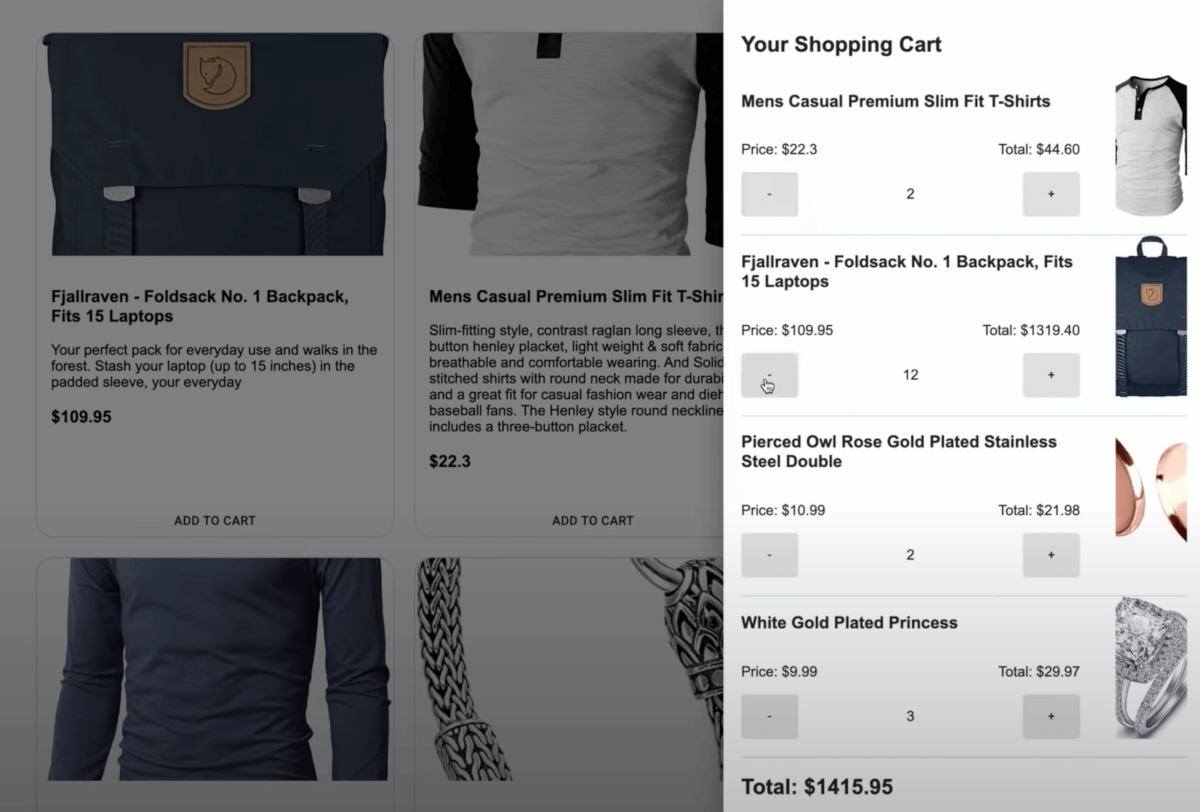 Fjallraven - Foldsack No. 1 Backpack,
Fits 15 Laptops
Your perfect pack for everyday use and walks in the
forest. Stash your laptop (up to 15 inches) in the
padded sleeve, your everyday
$109.95
ADD TO CART
Mens Casual Premium Slim Fit T-Shir
Slim-fitting style, contrast raglan long sleeve, th
button henley placket, light weight & soft fabric
breathable and comfortable wearing. And Solid
stitched shirts with round neck made for durabi
and a great fit for casual fashion wear and dieh
baseball fans. The Henley style round neckline
includes a three-button placket.
$22.3
ADD TO CART
Your Shopping Cart
Mens Casual Premium Slim Fit T-Shirts
Price: $22.3 Total: $44.60
- 2 +
Fjallraven - Foldsack No. 1 Backpack, Fits
15 Laptops
Price: $109.95 Total: $1319.40
- 12 +
Pierced Owl Rose Gold Plated Stainless
Steel Double
Price: $10.99 Total: $21.98
- 2 +
White Gold Plated Princess
Price: $9.99 Total: $29.97
- 3 +
Total: $1415.95